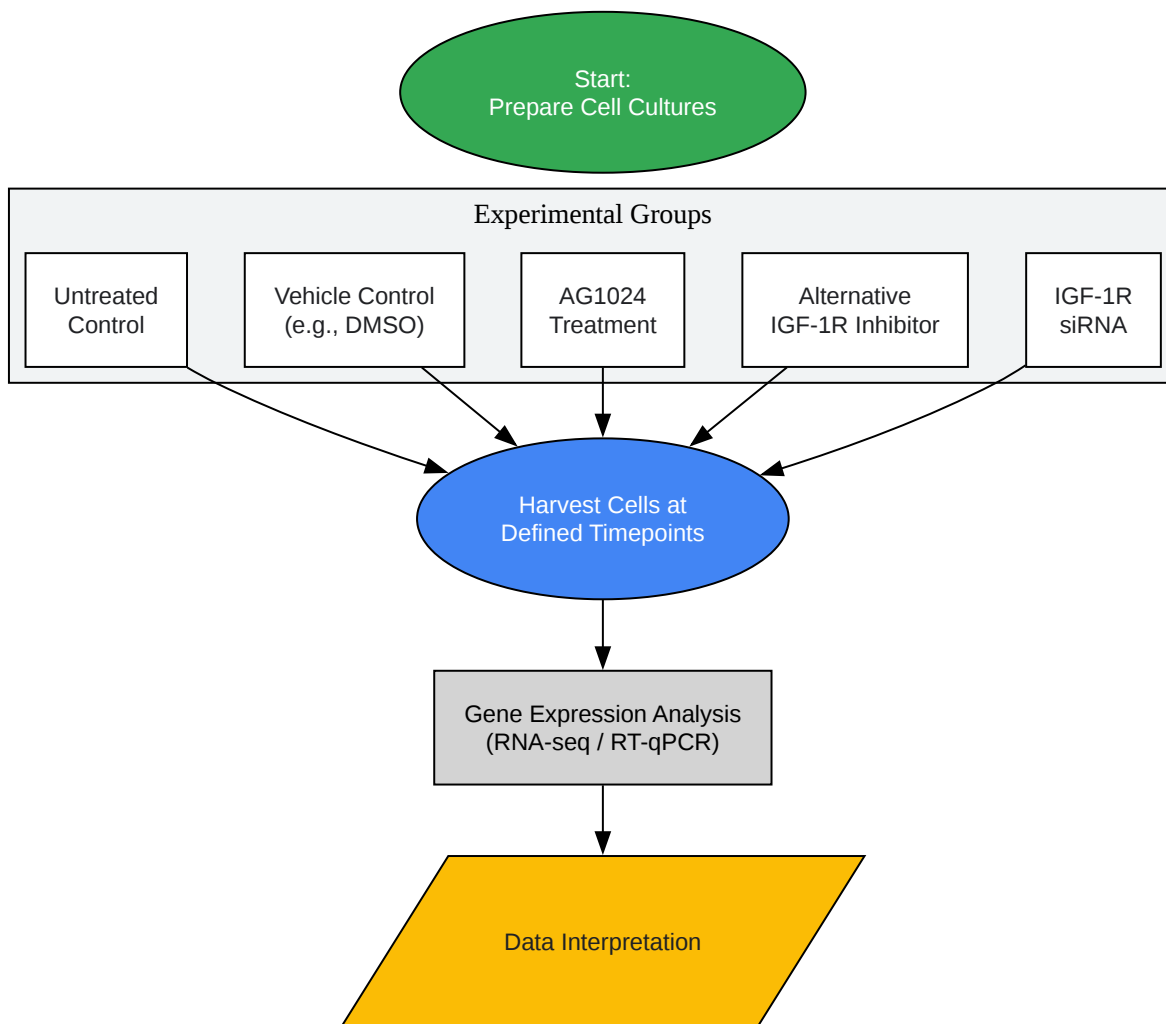 Start:
Prepare Cell Cultures
Experimental Groups
Untreated
Control
Vehicle Control
(e.g., DMSO)
AG1024
Treatment
Alternative
IGF-1R Inhibitor
IGF-1R
siRNA
Harvest Cells at
Defined Timepoints
Gene Expression Analysis
(RNA-seq / RT-qPCR)
Data Interpretation